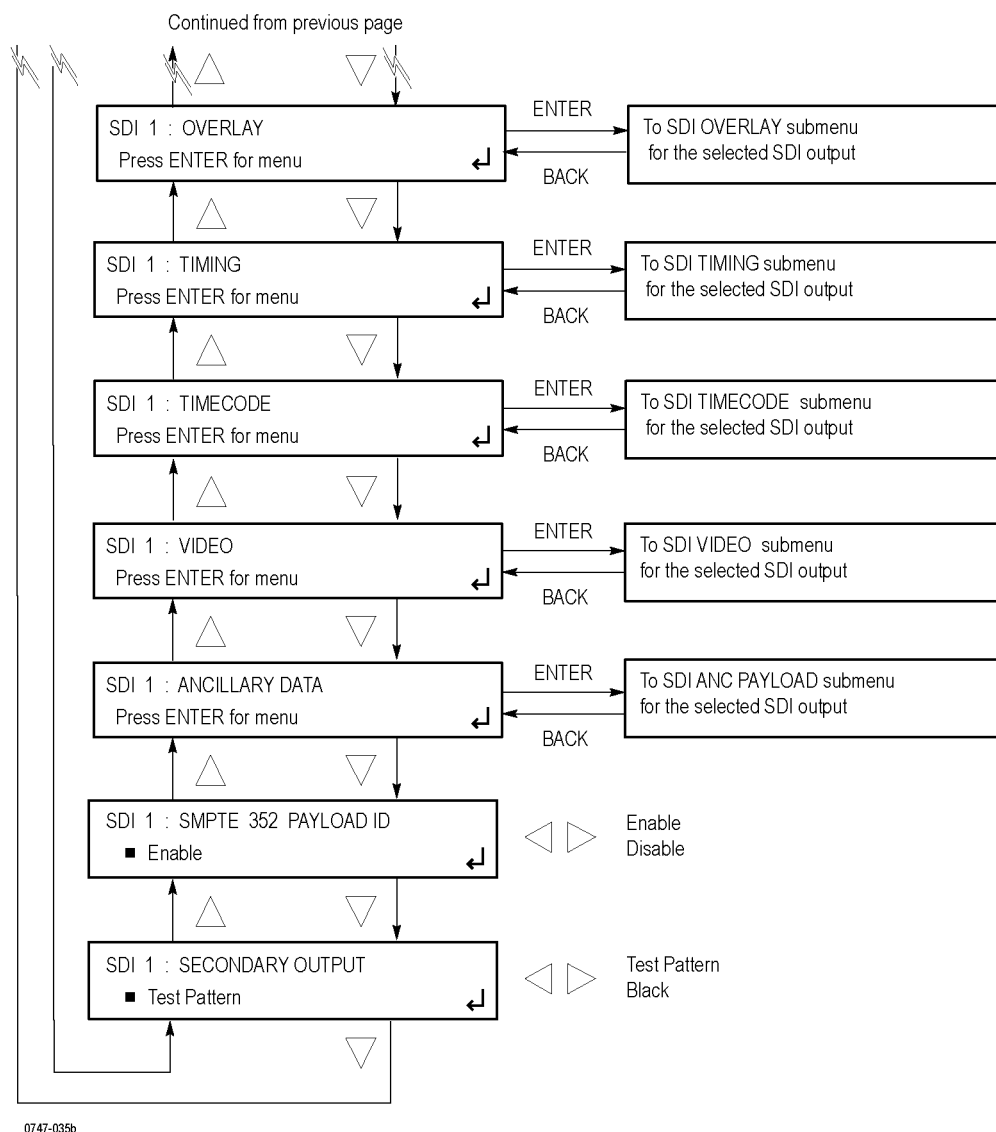 Continued from previous page
SDI 1 : OVERLAY
Press ENTER for menu
ENTER
BACK
To SDI OVERLAY submenu
for the selected SDI output
SDI 1 : TIMING
Press ENTER for menu
ENTER
BACK
To SDI TIMING submenu
for the selected SDI output
SDI 1 : TIMECODE
Press ENTER for menu
ENTER
BACK
To SDI TIMECODE submenu
for the selected SDI output
SDI 1 : VIDEO
Press ENTER for menu
ENTER
BACK
To SDI VIDEO submenu
for the selected SDI output
SDI 1 : ANCILLARY DATA
Press ENTER for menu
ENTER
BACK
To SDI ANC PAYLOAD submenu
for the selected SDI output
SDI 1 : SMPTE 352 PAYLOAD ID
■ Enable
Enable
Disable
SDI 1 : SECONDARY OUTPUT
■ Test Pattern
Test Pattern
Black
0747-035b